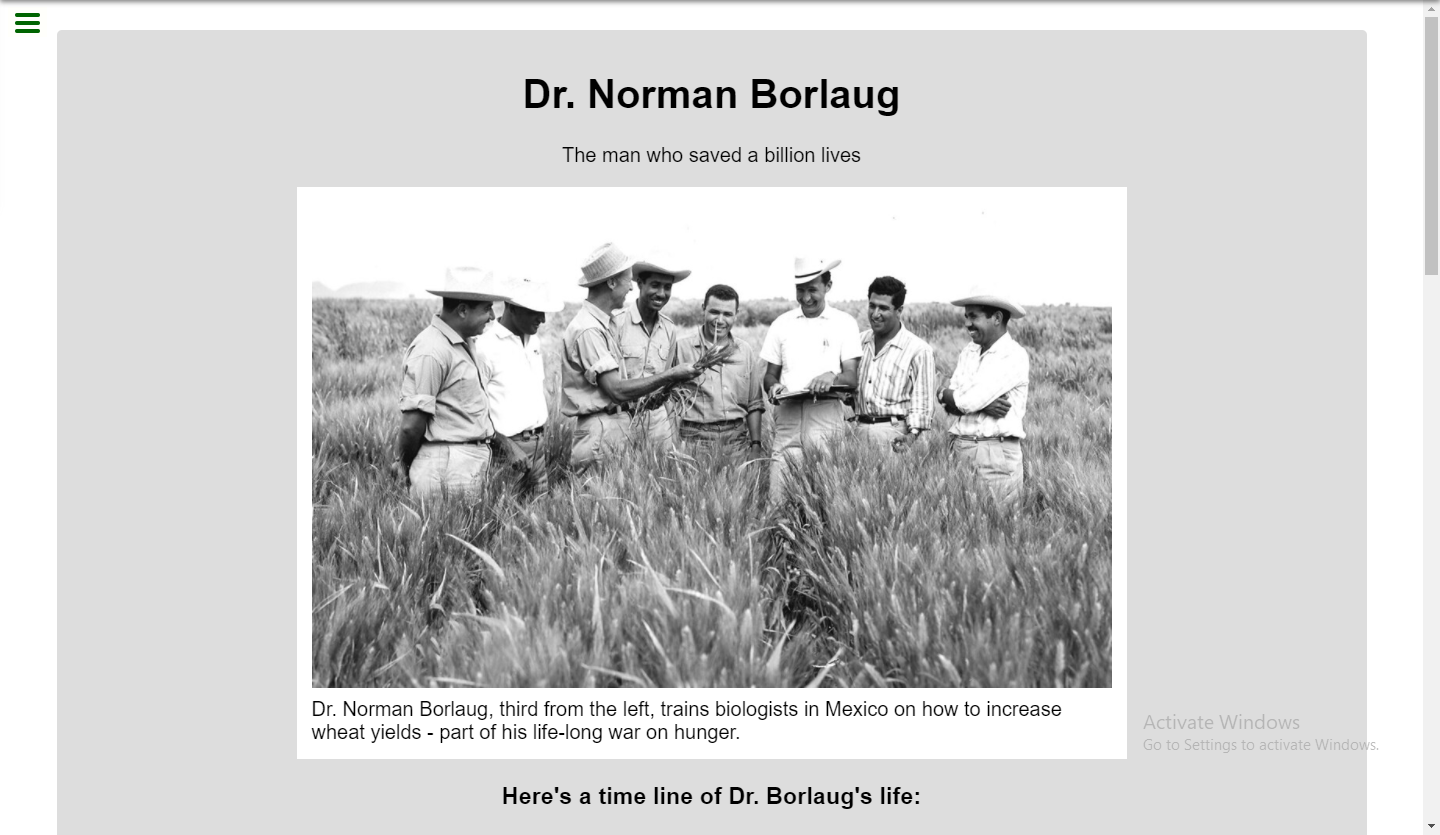 Dr. Norman Borlaug
The man who saved a billion lives
Dr. Norman Borlaug, third from the left, trains biologists in Mexico on how to increase
wheat yields - part of his life-long war on hunger.
Activate Windows
Go to Settings to activate Windows.
Here's a time line of Dr. Borlaug's life: